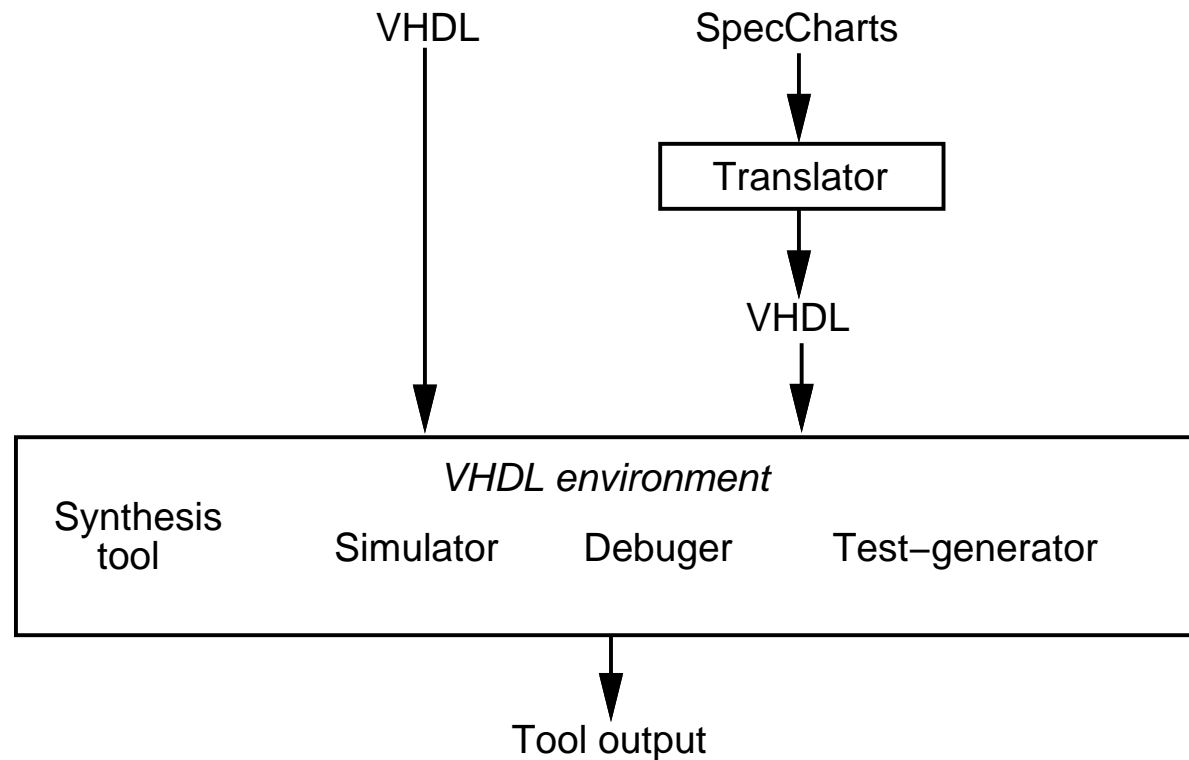 VHDL
SpecCharts
Translator
VHDL
VHDL environment
Synthesis
tool
Simulator
Debuger
Test−generator
Tool output